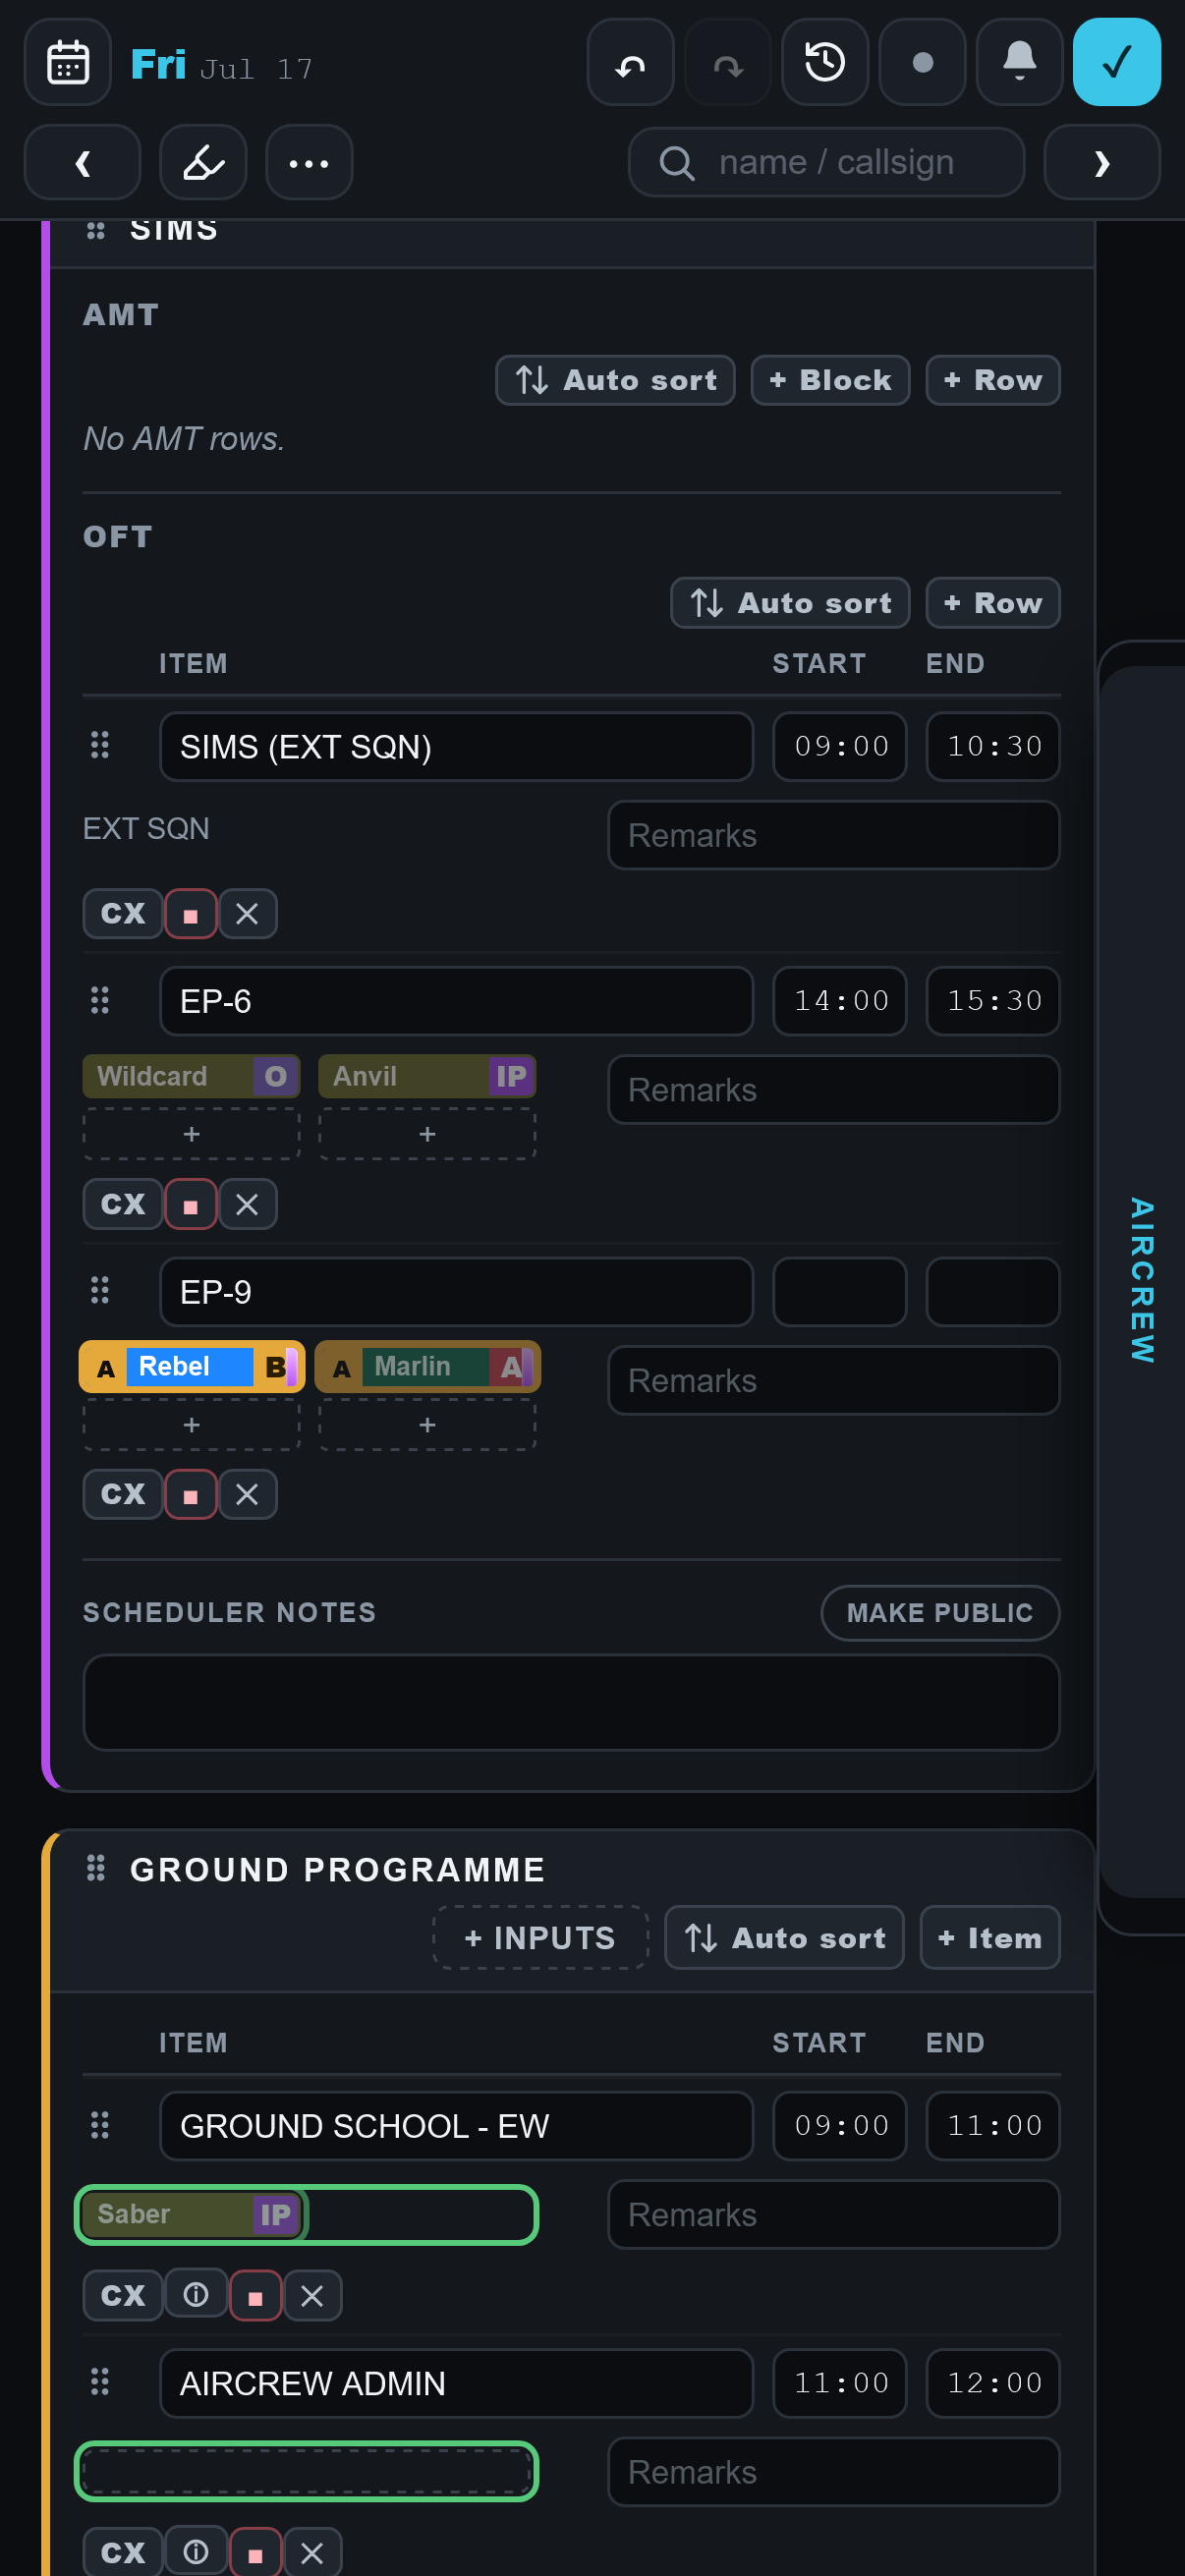 Fri Jul 17
name / callsign
SIMS
AMT
Auto sort + Block + Row
No AMT rows.
OFT
Auto sort + Row
ITEM START END
SIMS (EXT SQN) 09:00 10:30
EXT SQN Remarks
CX
EP-6 14:00 15:30
Wildcard O Anvil IP Remarks
+ +
CX
EP-9
A Rebel B A Marlin A Remarks
+ +
CX
SCHEDULER NOTES MAKE PUBLIC
AIRCREW
GROUND PROGRAMME
+ INPUTS Auto sort + Item
ITEM START END
GROUND SCHOOL - EW 09:00 11:00
Saber IP Remarks
CX
AIRCREW ADMIN 11:00 12:00
Remarks
CX